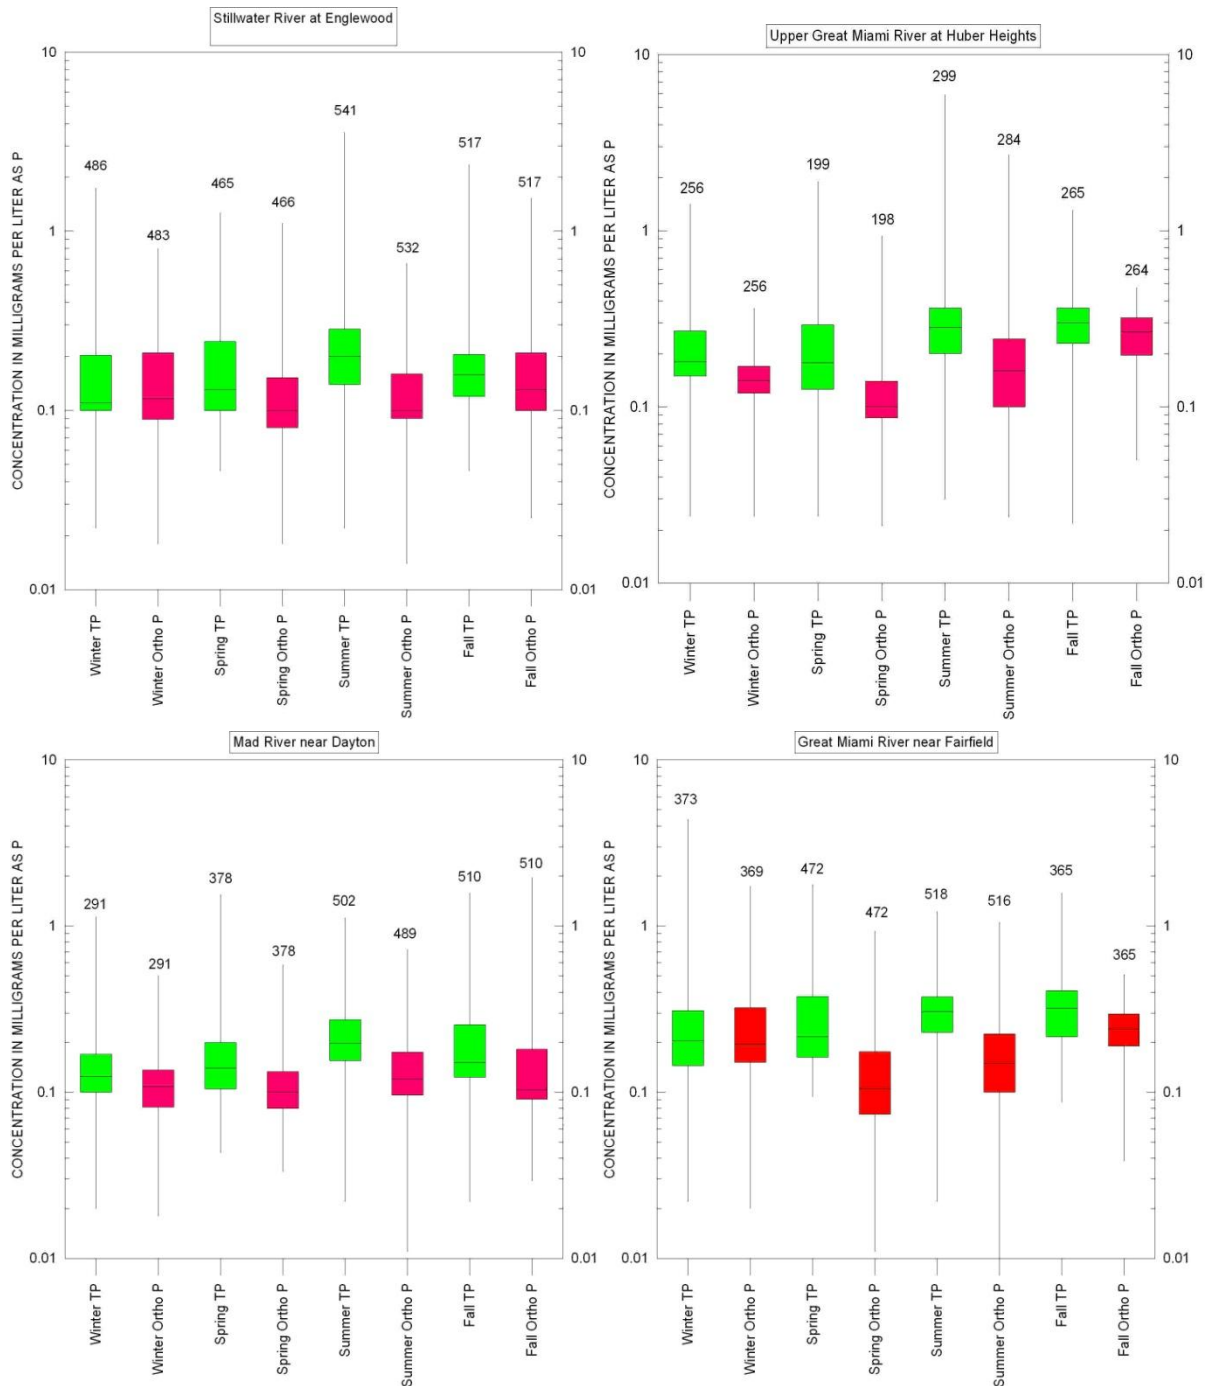 Stillwater River at Englewood
CONCENTRATION IN MILLIGRAMS PER LITER AS P
10
1
0.1
0.01
10
1
0.1
0.01
486
483
465
466
541
532
517
517
Winter TP
Winter Ortho P
Spring TP
Spring Ortho P
Summer TP
Summer Ortho P
Fall TP
Fall Ortho P
Upper Great Miami River at Huber Heights
CONCENTRATION IN MILLIGRAMS PER LITER AS P
10
1
0.1
0.01
10
1
0.1
0.01
256
256
199
198
299
284
265
264
Winter TP
Winter Ortho P
Spring TP
Spring Ortho P
Summer TP
Summer Ortho P
Fall TP
Fall Ortho P
Mad River near Dayton
CONCENTRATION IN MILLIGRAMS PER LITER AS P
10
1
0.1
0.01
10
1
0.1
0.01
291
291
378
378
502
489
510
510
Winter TP
Winter Ortho P
Spring TP
Spring Ortho P
Summer TP
Summer Ortho P
Fall TP
Fall Ortho P
Great Miami River near Fairfield
CONCENTRATION IN MILLIGRAMS PER LITER AS P
10
1
0.1
0.01
10
1
0.1
0.01
373
369
472
472
518
516
365
365
Winter TP
Winter Ortho P
Spring TP
Spring Ortho P
Summer TP
Summer Ortho P
Fall TP
Fall Ortho P